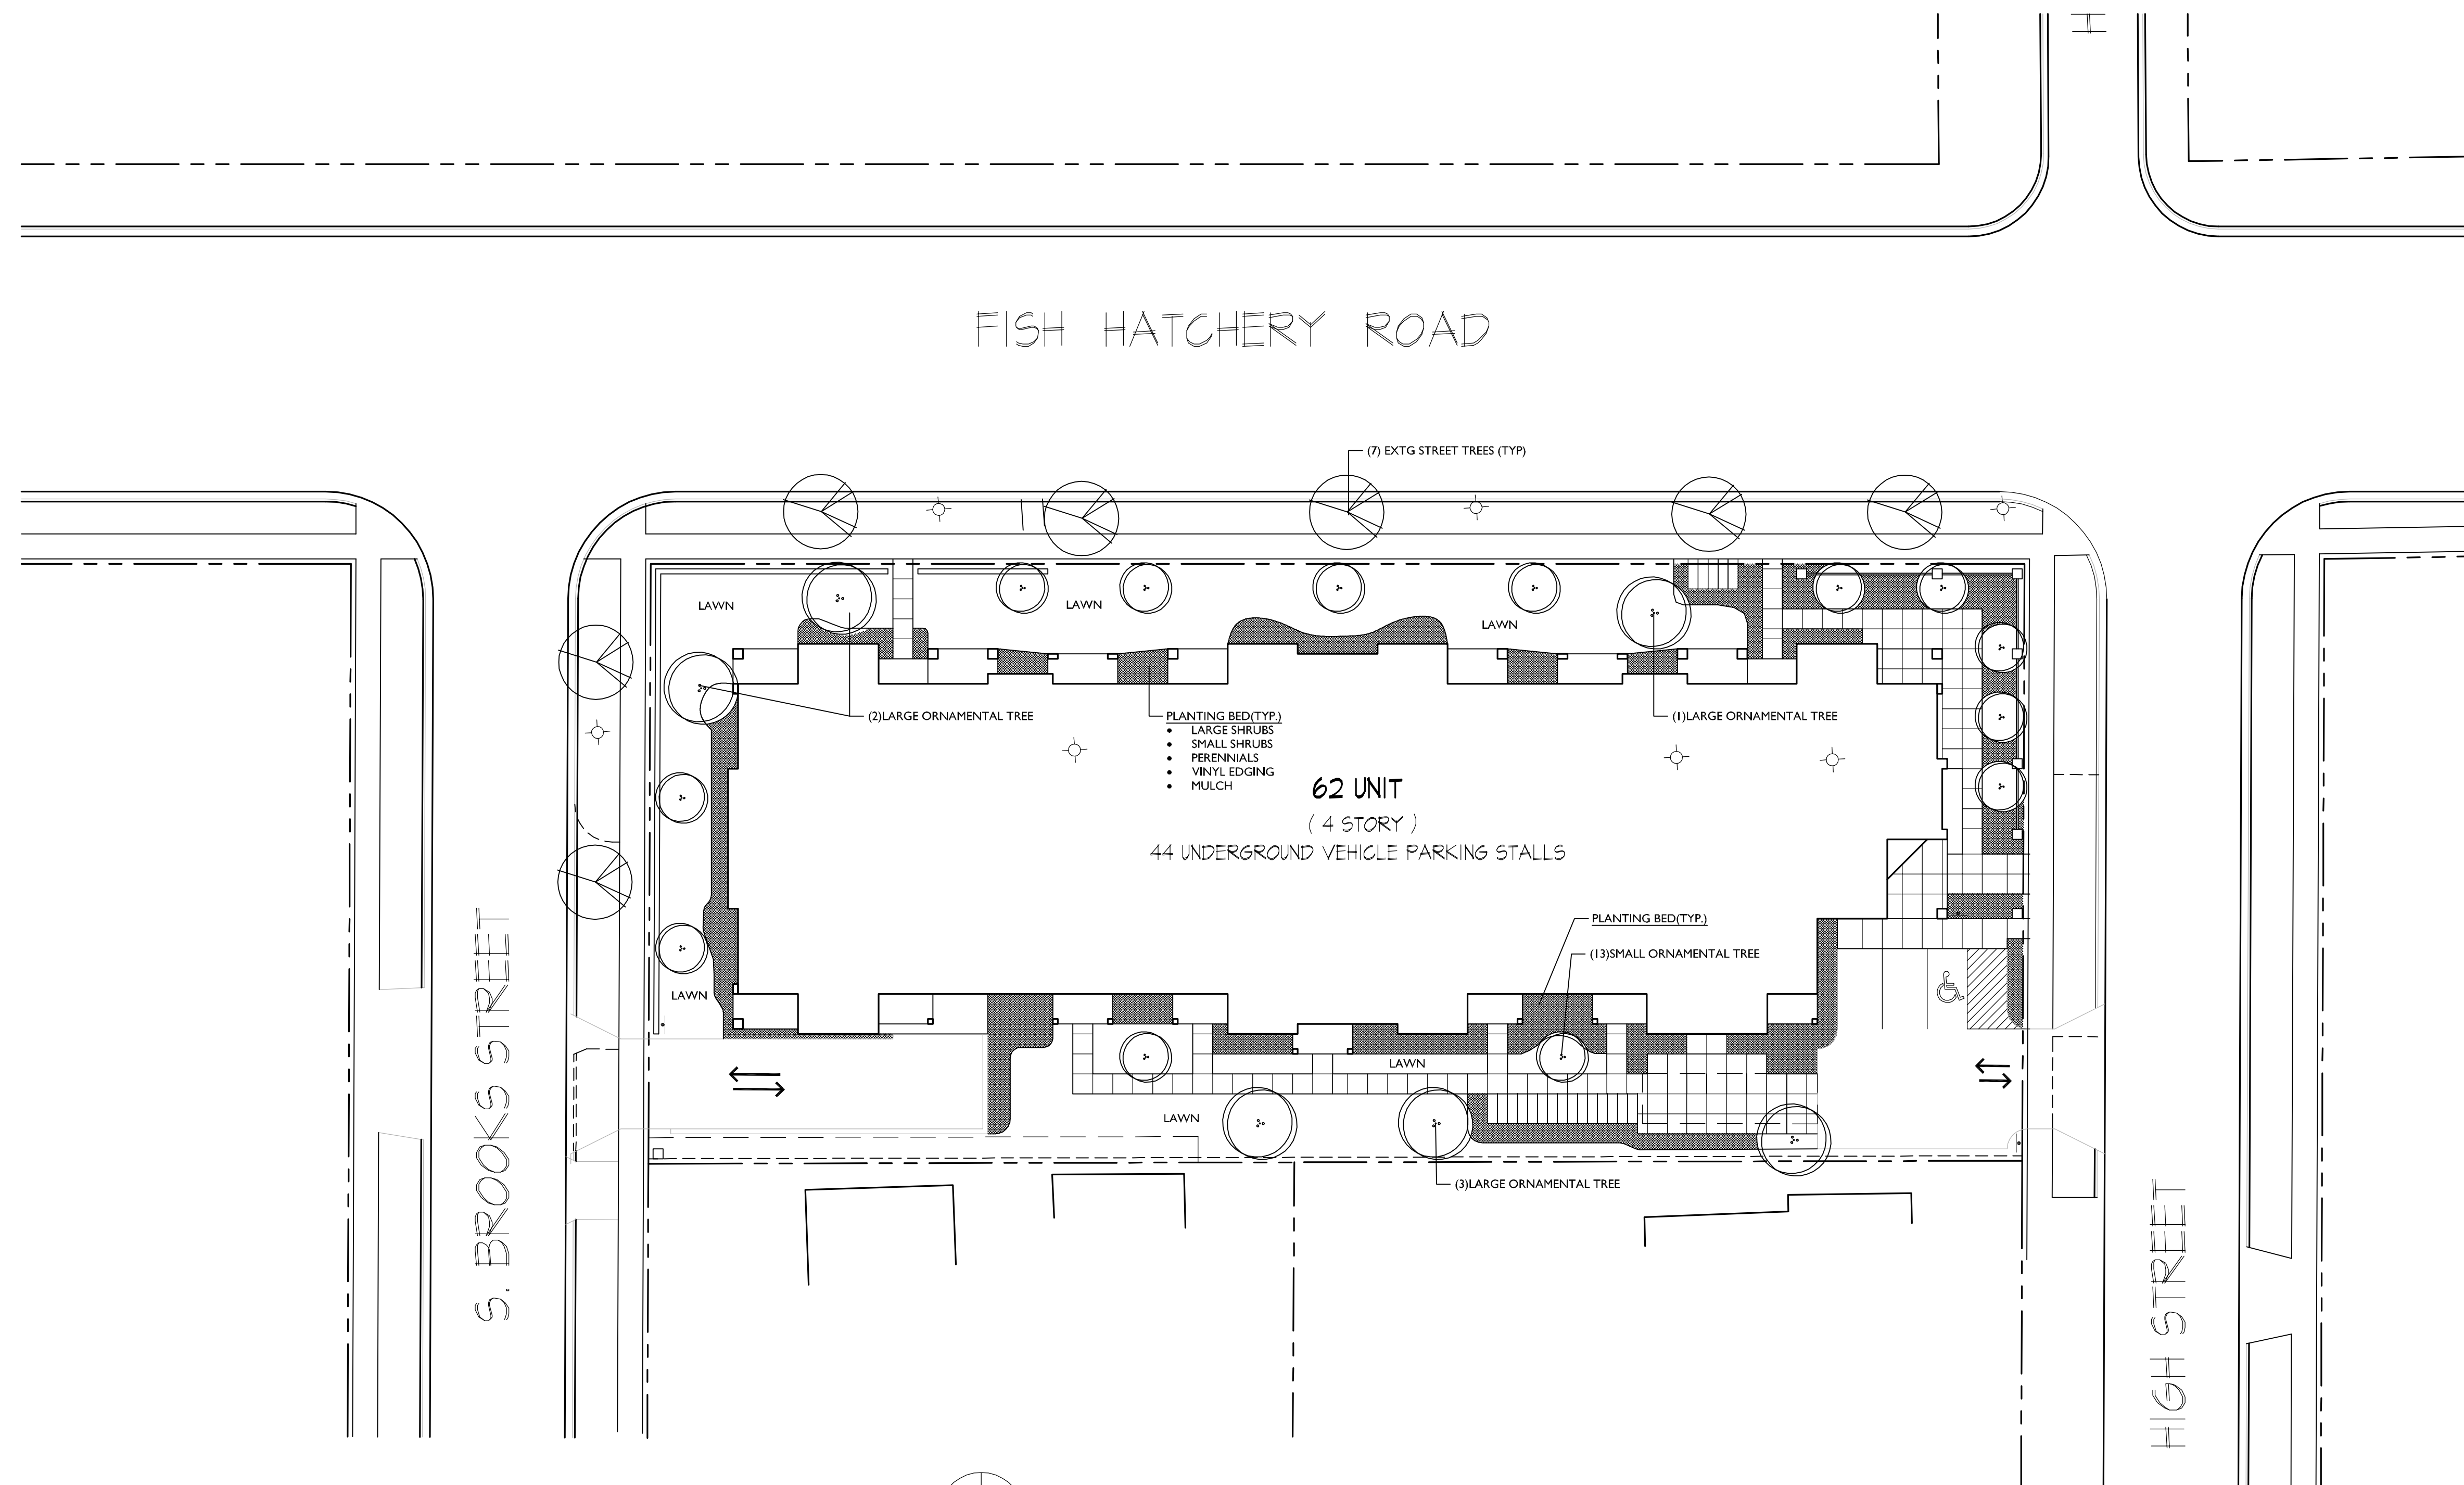 FISH HATCHERY ROAD
(7) EXTG STREET TREES (TYP)
LAWN
LAWN
LAWN
(2)LARGE ORNAMENTAL TREE
PLANTING BED(TYP.)
• LARGE SHRUBS
• SMALL SHRUBS
• PERENNIALS
• VINYL EDGING
• MULCH
(1)LARGE ORNAMENTAL TREE
62 UNIT
( 4 STORY )
44 UNDERGROUND VEHICLE PARKING STALLS
PLANTING BED(TYP.)
(13)SMALL ORNAMENTAL TREE
LAWN
LAWN
LAWN
(3)LARGE ORNAMENTAL TREE
S. BROOKS STREET
HIGH STREET